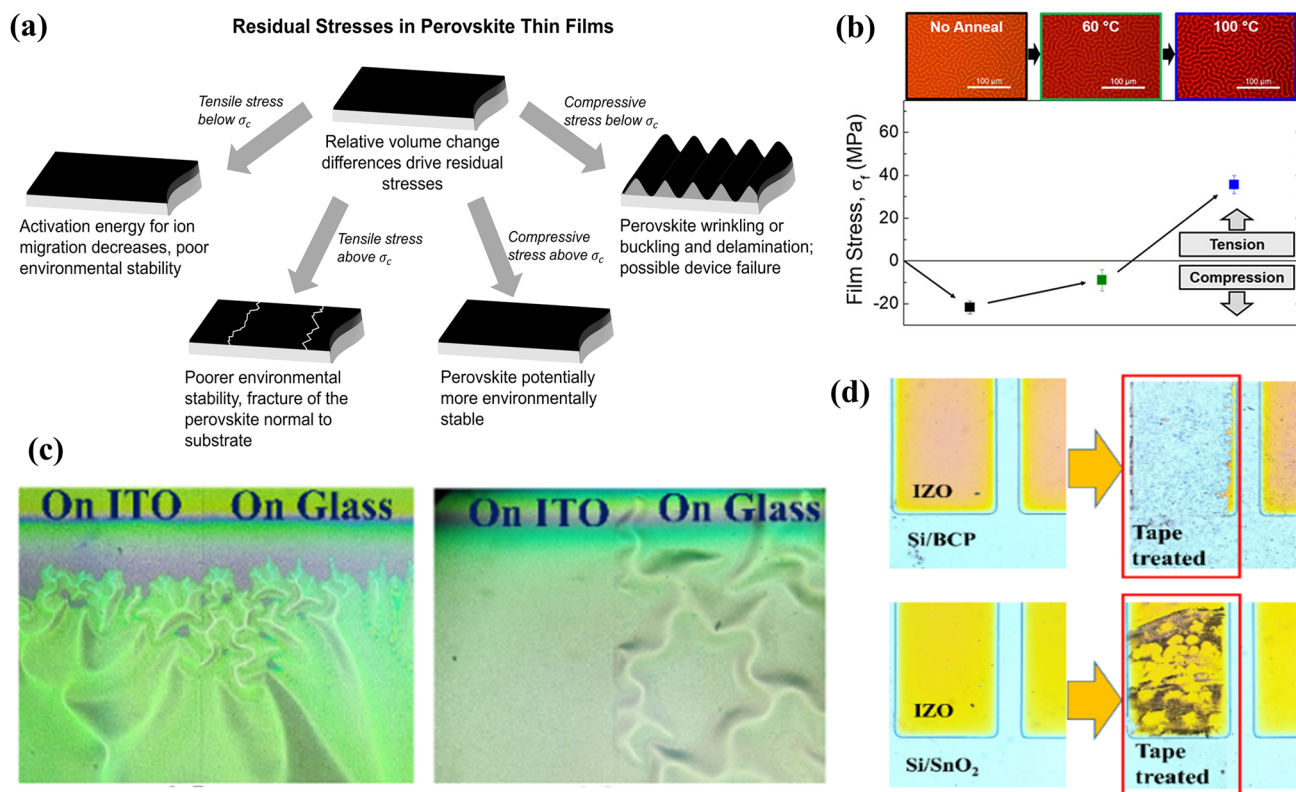 (a)
Residual Stresses in Perovskite Thin Films
Tensile stress
below σc
Compressive
stress below σc
Relative volume change
differences drive residual
stresses
Activation energy for ion
migration decreases, poor
environmental stability
Tensile stress
above σc
Compressive
stress above σc
Perovskite wrinkling or
buckling and delamination;
possible device failure
Poorer environmental
stability, fracture of the
perovskite normal to
substrate
Perovskite potentially
more environmentally
stable
(b)
No Anneal
60 °C
100 °C
100 μm
100 μm
100 μm
Film Stress, σf (MPa)
60
40
20
0
-20
Tension
Compression
(c)
On ITO
On Glass
On ITO
On Glass
(d)
IZO
Si/BCP
Tape
treated
IZO
Si/SnO2
Tape
treated